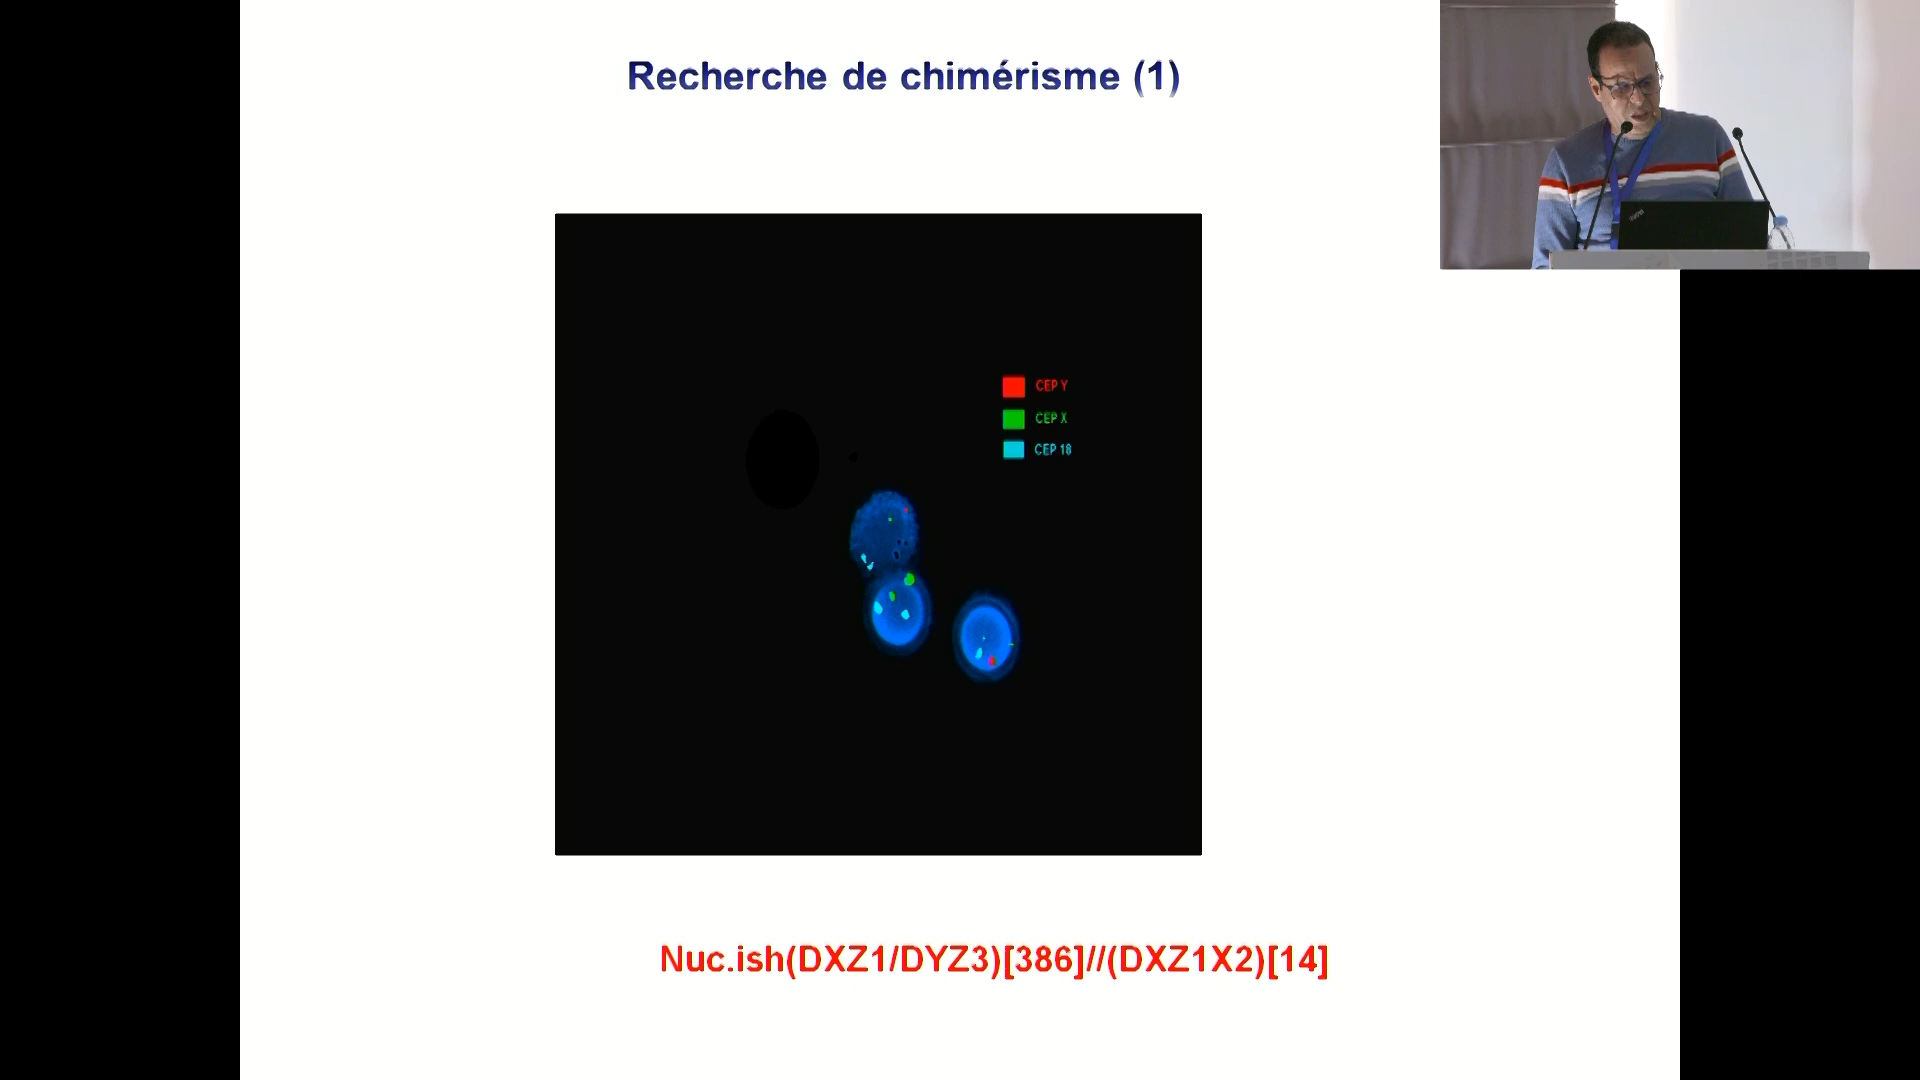 Recherche de chimérisme (1)
CEP Y
CEP X
CEP 18
Nuc.ish(DXZ1/DYZ3)[386]//(DXZ1X2)[14]